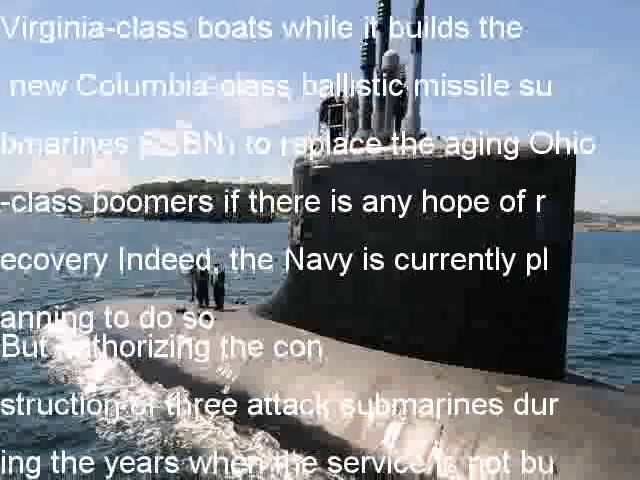 Virginia-class boats while it builds the
new Columbia-class ballistic missile su
bmarines (SSBN) to replace the aging Ohio
-class boomers if there is any hope of r
ecovery Indeed, the Navy is currently pl
anning to do so
But authorizing the con
struction of three attack submarines dur
ing the years when the service is not bu